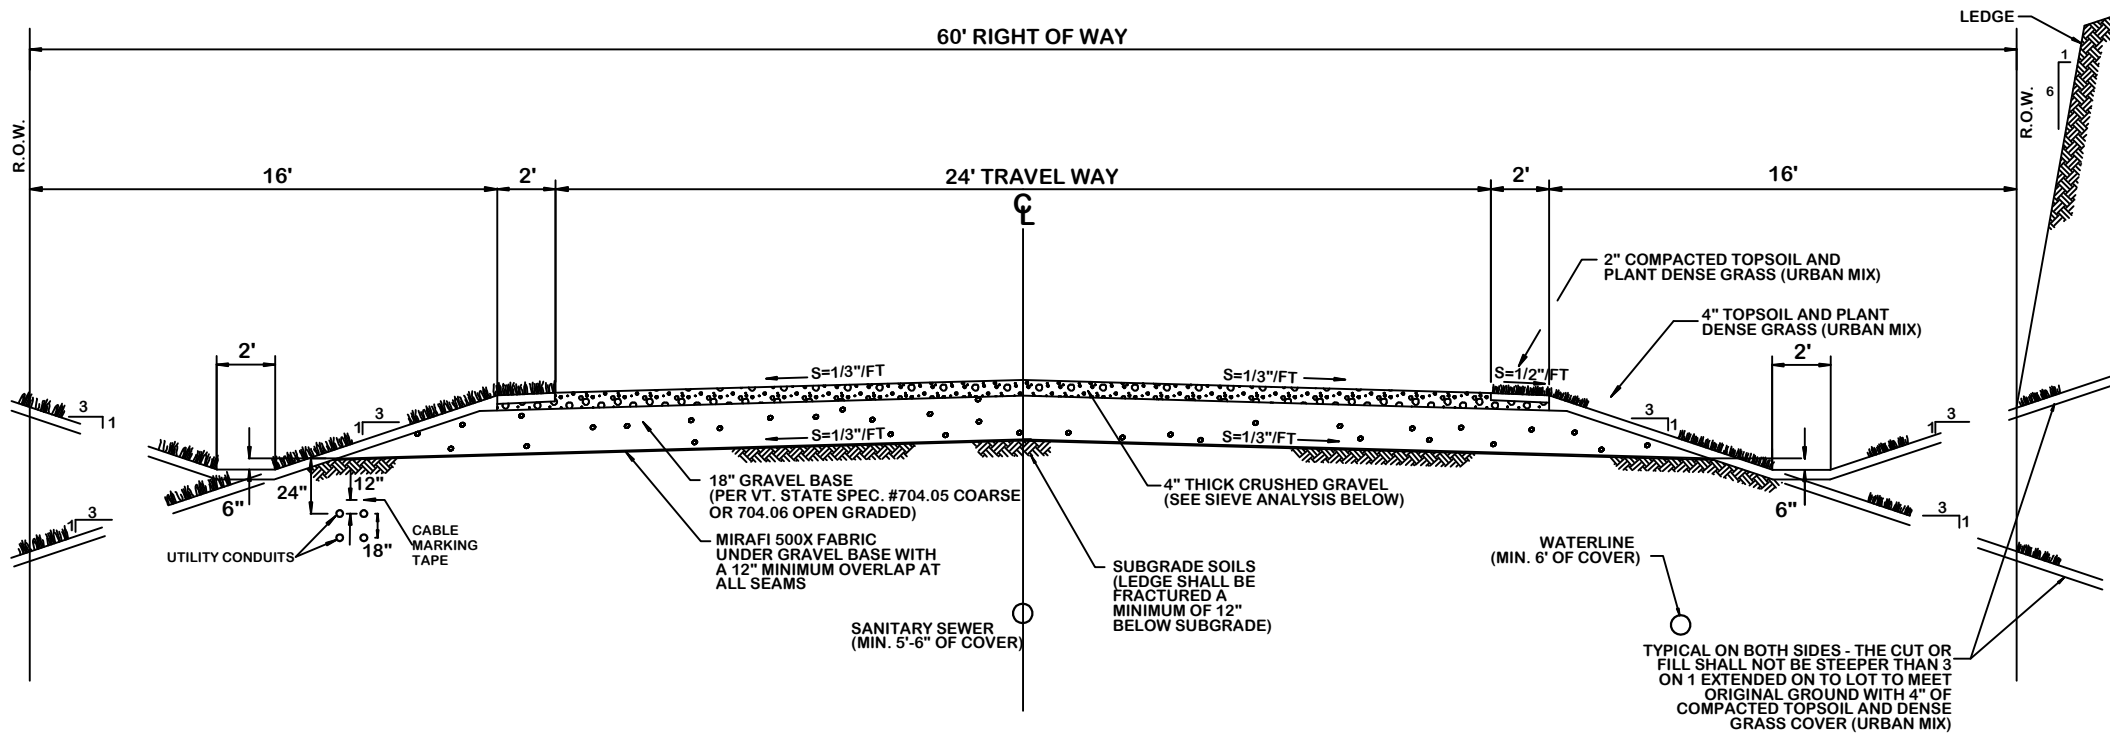 LEDGE
60' RIGHT OF WAY
1
6
R.O.W.
R.O.W.
16'
2'
24' TRAVEL WAY
2'
16'
CL
2" COMPACTED TOPSOIL AND
PLANT DENSE GRASS (URBAN MIX)
4" TOPSOIL AND PLANT
DENSE GRASS (URBAN MIX)
2'
2'
S=1/3"/FT
S=1/3"/FT
S=1/2"/FT
3
1
3
1
3
1
3
1
S=1/3"/FT
S=1/3"/FT
12"
24"
6"
18" GRAVEL BASE
(PER VT. STATE SPEC. #704.05 COARSE
OR 704.06 OPEN GRADED)
4" THICK CRUSHED GRAVEL
(SEE SIEVE ANALYSIS BELOW)
6"
3
1
3
1
UTILITY CONDUITS
18"
CABLE
MARKING
TAPE
MIRAFI 500X FABRIC
UNDER GRAVEL BASE WITH
A 12" MINIMUM OVERLAP AT
ALL SEAMS
SUBGRADE SOILS
(LEDGE SHALL BE
FRACTURED A
MINIMUM OF 12"
BELOW SUBGRADE)
WATERLINE
(MIN. 6' OF COVER)
SANITARY SEWER
(MIN. 5'-6" OF COVER)
TYPICAL ON BOTH SIDES - THE CUT OR
FILL SHALL NOT BE STEEPER THAN 3
ON 1 EXTENDED ON TO LOT TO MEET
ORIGINAL GROUND WITH 4" OF
COMPACTED TOPSOIL AND DENSE
GRASS COVER (URBAN MIX)